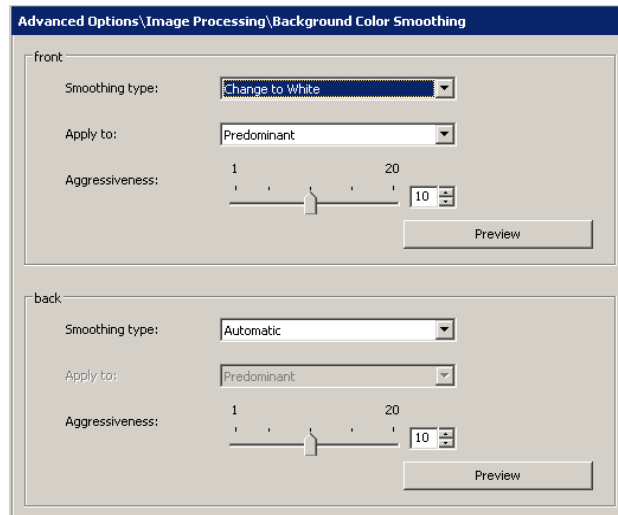 Advanced Options\Image Processing\Background Color Smoothing
front
Smoothing type: Change to White
Apply to: Predominant
1 20
Aggressiveness: 10
Preview
back
Smoothing type: Automatic
Apply to: Predominant
1 20
Aggressiveness: 10
Preview